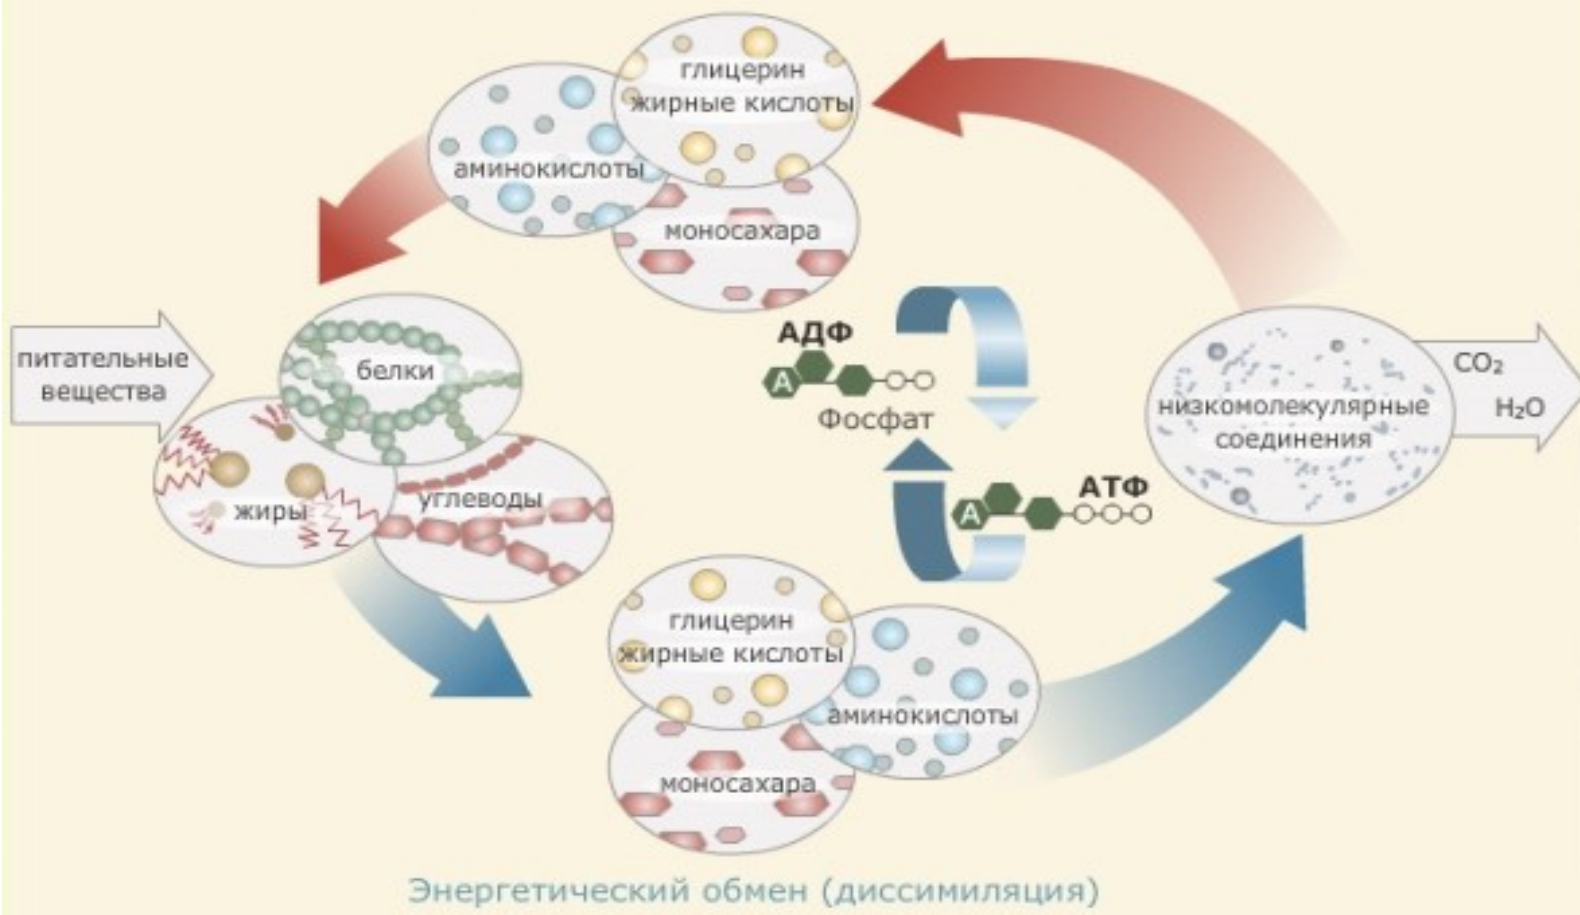 глицерин
жирные кислоты
аминокислоты
моносахара
питательные
вещества
белки
жиры
углеводы
АДФ
А
Фосфат
АТФ
А
низкомолекулярные
соединения
CO₂
H₂O
глицерин
жирные кислоты
аминокислоты
моносахара
Энергетический обмен (диссимиляция)